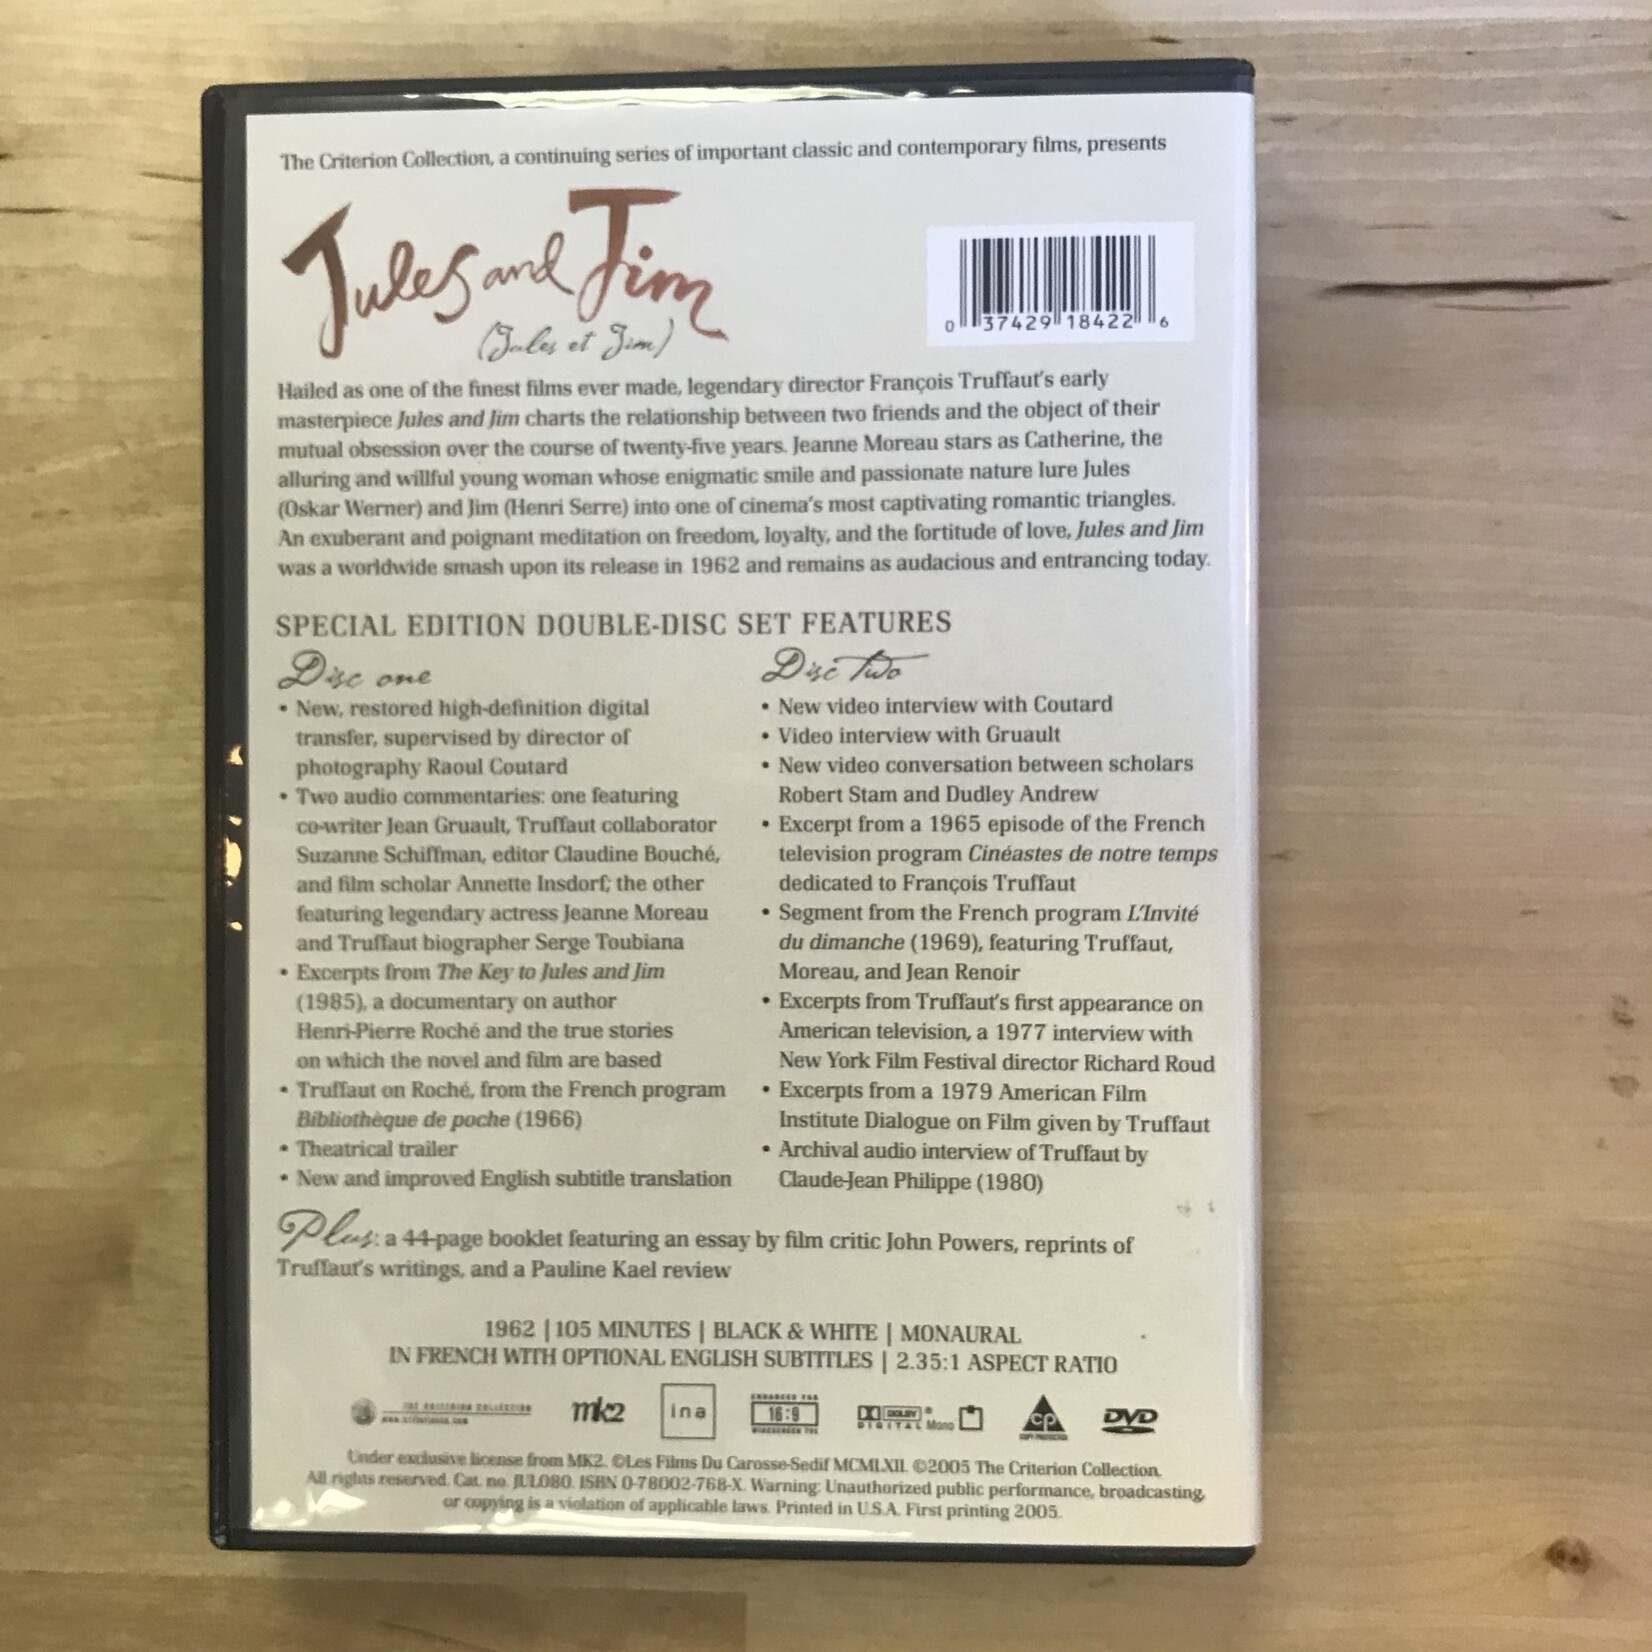 The Criterion Collection, a continuing series of important classic and contemporary films, presents
Jules and Jim
(Jules et Jim)
0 37429 18422 6
Hailed as one of the finest films ever made, legendary director François Truffaut's early
masterpiece Jules and Jim charts the relationship between two friends and the object of their
mutual obsession over the course of twenty-five years. Jeanne Moreau stars as Catherine, the
alluring and willful young woman whose enigmatic smile and passionate nature lure Jules
(Oskar Werner) and Jim (Henri Serre) into one of cinema's most captivating romantic triangles.
An exuberant and poignant meditation on freedom, loyalty, and the fortitude of love, Jules and Jim
was a worldwide smash upon its release in 1962 and remains as audacious and entrancing today.
SPECIAL EDITION DOUBLE-DISC SET FEATURES
Disc one
• New, restored high-definition digital
transfer, supervised by director of
photography Raoul Coutard
• Two audio commentaries: one featuring
co-writer Jean Gruault, Truffaut collaborator
Suzanne Schiffman, editor Claudine Bouché,
and film scholar Annette Insdorf; the other
featuring legendary actress Jeanne Moreau
and Truffaut biographer Serge Toubiana
• Excerpts from The Key to Jules and Jim
(1985), a documentary on author
Henri-Pierre Roché and the true stories
on which the novel and film are based
• Truffaut on Roché, from the French program
Bibliothèque de poche (1966)
• Theatrical trailer
• New and improved English subtitle translation
Disc Two
• New video interview with Coutard
• Video interview with Gruault
• New video conversation between scholars
Robert Stam and Dudley Andrew
• Excerpt from a 1965 episode of the French
television program Cinéastes de notre temps
dedicated to François Truffaut
• Segment from the French program L'Invité
du dimanche (1969), featuring Truffaut,
Moreau, and Jean Renoir
• Excerpts from Truffaut's first appearance on
American television, a 1977 interview with
New York Film Festival director Richard Roud
• Excerpts from a 1979 American Film
Institute Dialogue on Film given by Truffaut
• Archival audio interview of Truffaut by
Claude-Jean Philippe (1980)
Plus: a 44-page booklet featuring an essay by film critic John Powers, reprints of
Truffaut's writings, and a Pauline Kael review
1962 | 105 MINUTES | BLACK & WHITE | MONAURAL
IN FRENCH WITH OPTIONAL ENGLISH SUBTITLES | 2.35:1 ASPECT RATIO
THE CRITERION COLLECTION
mk2
ina
ENHANCED FOR
16:9
WIDESCREEN TVS
DOLBY
DIGITAL Mono
CP
COPY PROTECTED
DVD
Under exclusive license from MK2. ©Les Films Du Carosse-Sedif MCMLXII. ©2005 The Criterion Collection.
All rights reserved. Cat. no. JUL080. ISBN 0-78002-768-X. Warning: Unauthorized public performance, broadcasting,
or copying is a violation of applicable laws. Printed in U.S.A. First printing 2005.